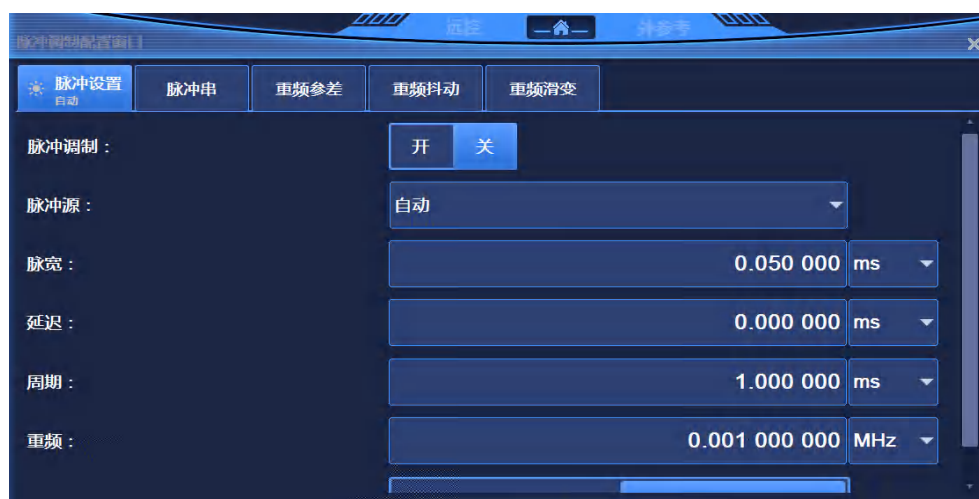 远控
外参考
脉冲调制配置窗口
脉冲设置
自动
脉冲串
重频参差
重频抖动
重频滑变
脉冲调制：
开 关
脉冲源：
自动
脉宽：
0.050 000 ms
延迟：
0.000 000 ms
周期：
1.000 000 ms
重频：
0.001 000 000 MHz